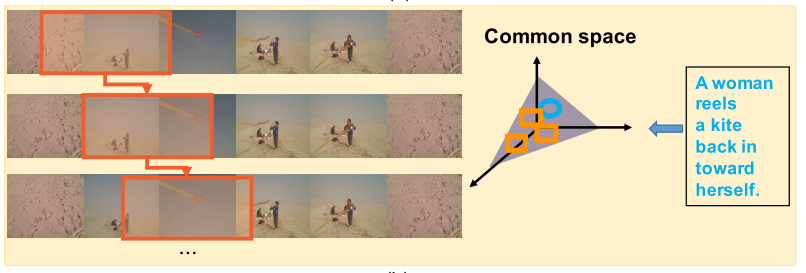 Common space
A woman
reels
a kite
back in
toward
herself.
...